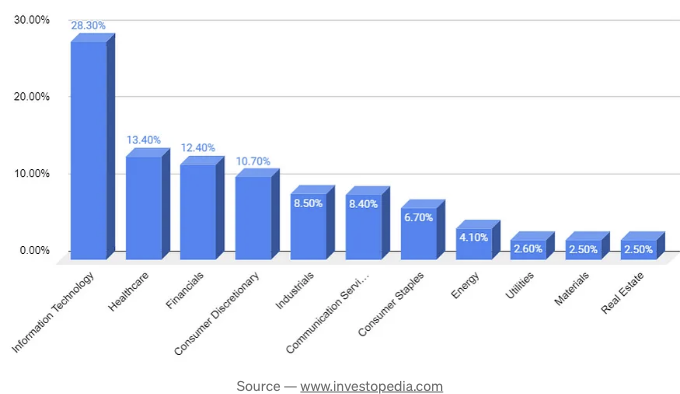 30.00%
20.00%
10.00%
0.00%
28.30%
13.40%
12.40%
10.70%
8.50%
8.40%
6.70%
4.10%
2.60%
2.50%
2.50%
Information Technology
Healthcare
Financials
Consumer Discretionary
Industrials
Communication Servi...
Consumer Staples
Energy
Utilities
Materials
Real Estate
Source — www.investopedia.com